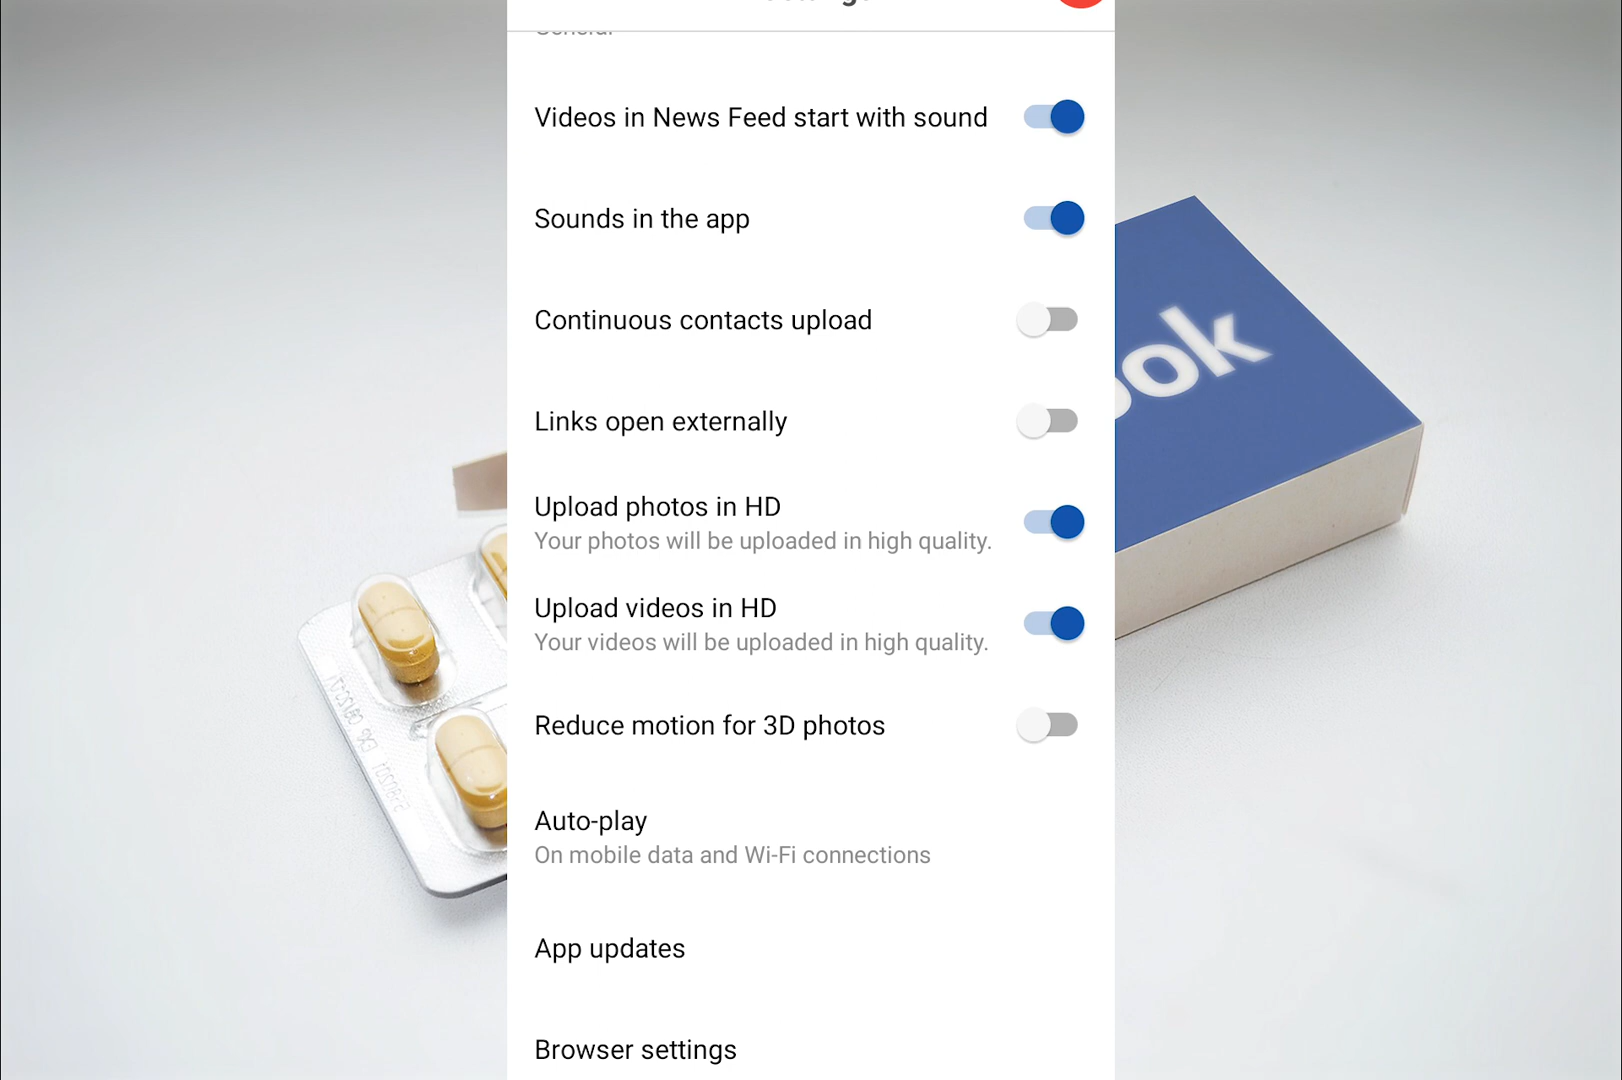 General
Videos in News Feed start with sound
Sounds in the app
Continuous contacts upload
Links open externally
Upload photos in HD
Your photos will be uploaded in high quality.
Upload videos in HD
Your videos will be uploaded in high quality.
Reduce motion for 3D photos
Auto-play
On mobile data and Wi-Fi connections
App updates
Browser settings
ook